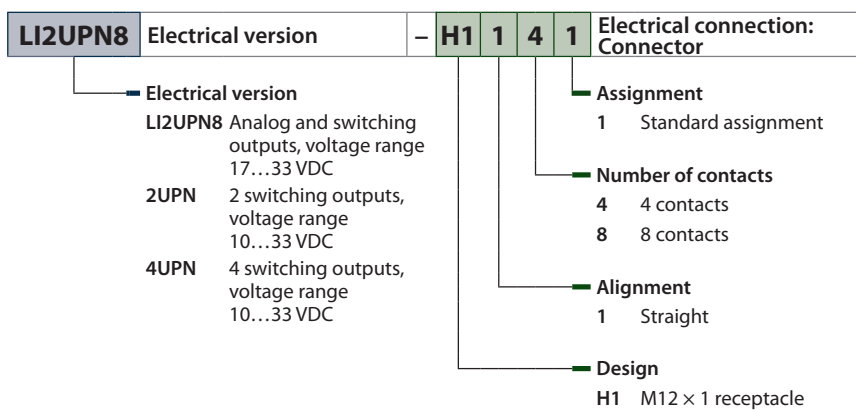 LI2UPN8 Electrical version – H1 1 4 1 Electrical connection:
Connector
Electrical version
LI2UPN8 Analog and switching
outputs, voltage range
17…33 VDC
2UPN 2 switching outputs,
voltage range
10…33 VDC
4UPN 4 switching outputs,
voltage range
10…33 VDC
Assignment
1 Standard assignment
Number of contacts
4 4 contacts
8 8 contacts
Alignment
1 Straight
Design
H1 M12 × 1 receptacle